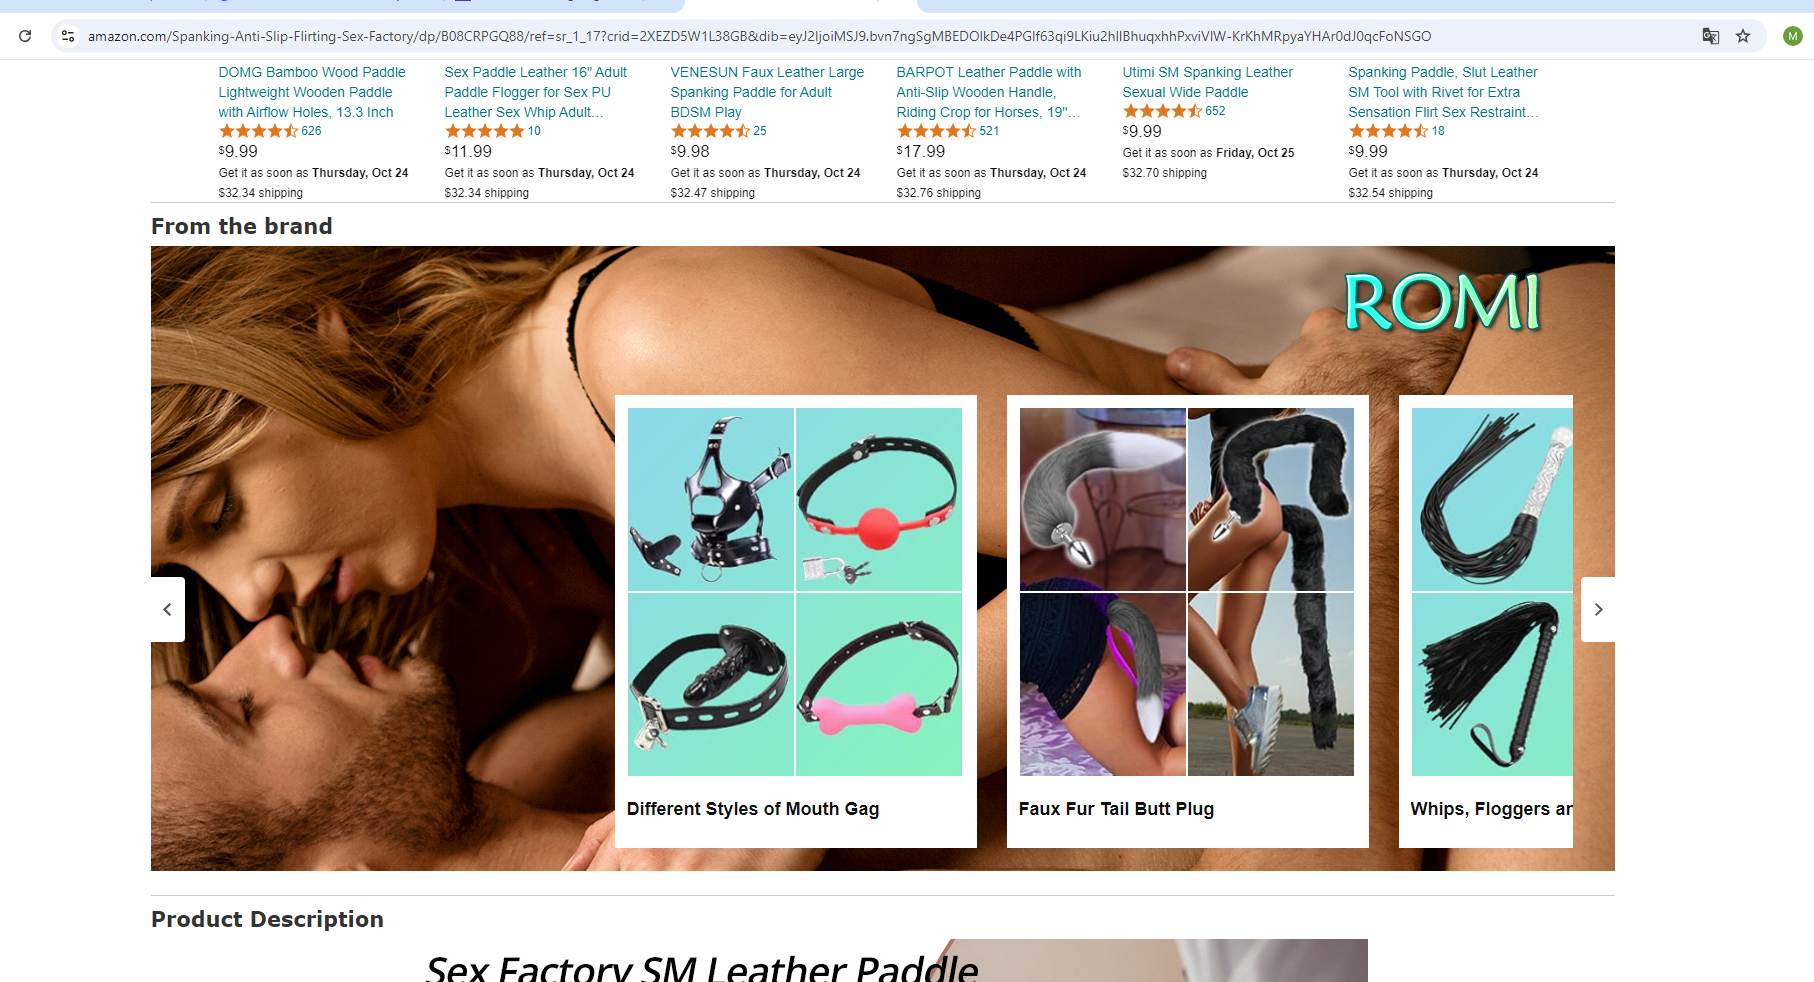 amazon.com/Spanking-Anti-Slip-Flirting-Sex-Factory/dp/B08CRPGQ88/ref=sr_1_17?crid=2XEZD5W1L38GB&dib=eyJ2IjoiMSJ9.bvn7ngSgMBEDOlkDe4PGlf63qi9LKiu2hIlBhuqxhhPxviVIW-KrKhMRpyaYHAr0dJ0qcFoNSGO
M
DOMG Bamboo Wood Paddle
Lightweight Wooden Paddle
with Airflow Holes, 13.3 Inch
626
$9.99
Get it as soon as Thursday, Oct 24
$32.34 shipping
Sex Paddle Leather 16" Adult
Paddle Flogger for Sex PU
Leather Sex Whip Adult…
10
$11.99
Get it as soon as Thursday, Oct 24
$32.34 shipping
VENESUN Faux Leather Large
Spanking Paddle for Adult
BDSM Play
25
$9.98
Get it as soon as Thursday, Oct 24
$32.47 shipping
BARPOT Leather Paddle with
Anti-Slip Wooden Handle,
Riding Crop for Horses, 19"…
521
$17.99
Get it as soon as Thursday, Oct 24
$32.76 shipping
Utimi SM Spanking Leather
Sexual Wide Paddle
652
$9.99
Get it as soon as Friday, Oct 25
$32.70 shipping
Spanking Paddle, Slut Leather
SM Tool with Rivet for Extra
Sensation Flirt Sex Restraint…
18
$9.99
Get it as soon as Thursday, Oct 24
$32.54 shipping
From the brand
ROMI
Different Styles of Mouth Gag
Faux Fur Tail Butt Plug
Whips, Floggers an
Product Description
Sex Factory SM Leather Paddle